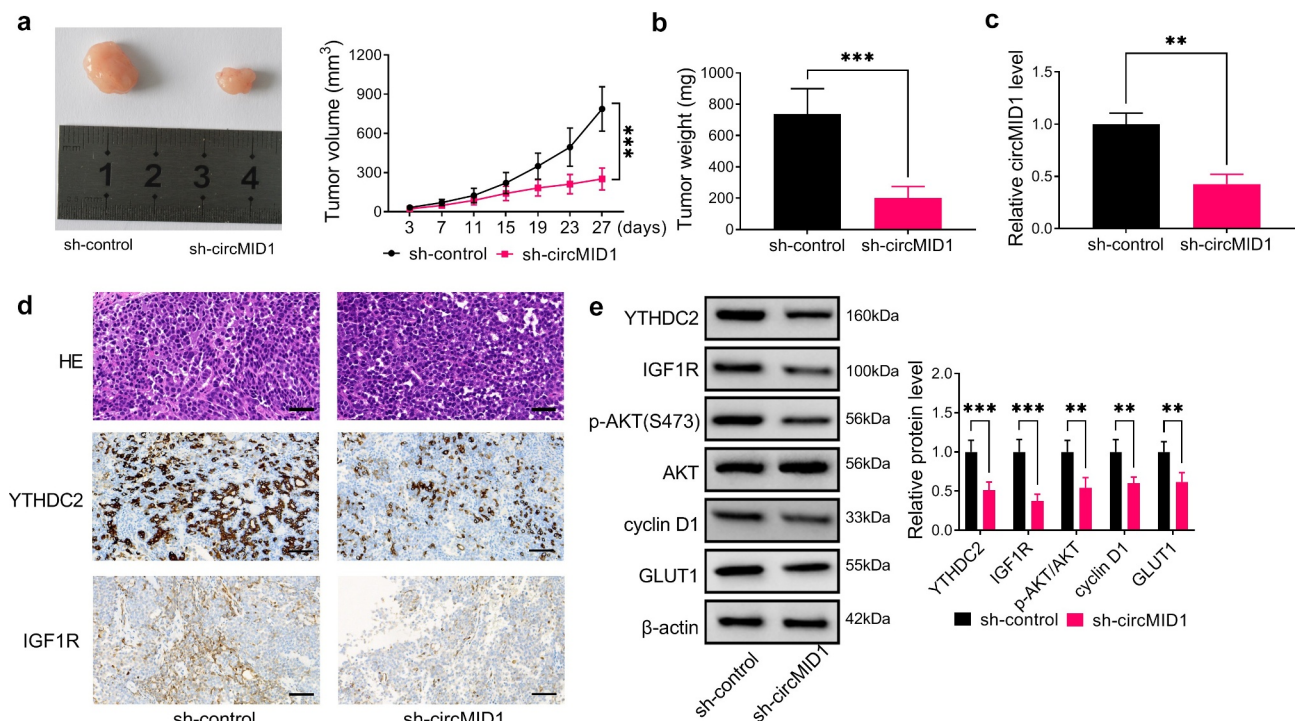 a
Tumor volume (mm³)
1200
900
600
300
0
3 7 11 15 19 23 27 (days)
sh-control sh-circMID1
***
1 2 3 4
sh-control sh-circMID1
b
Tumor weight (mg)
1000
800
600
400
200
0
***
sh-control sh-circMID1
c
Relative circMID1 level
1.5
1.0
0.5
0.0
**
sh-control sh-circMID1
d
HE
YTHDC2
IGF1R
sh-control sh-circMID1
e
YTHDC2 160kDa
IGF1R 100kDa
p-AKT(S473) 56kDa
AKT 56kDa
cyclin D1 33kDa
GLUT1 55kDa
β-actin 42kDa
sh-control sh-circMID1
Relative protein level
2.0
1.5
1.0
0.5
0.0
*** *** ** ** **
YTHDC2 IGF1R p-AKT/AKT cyclin D1 GLUT1
sh-control sh-circMID1